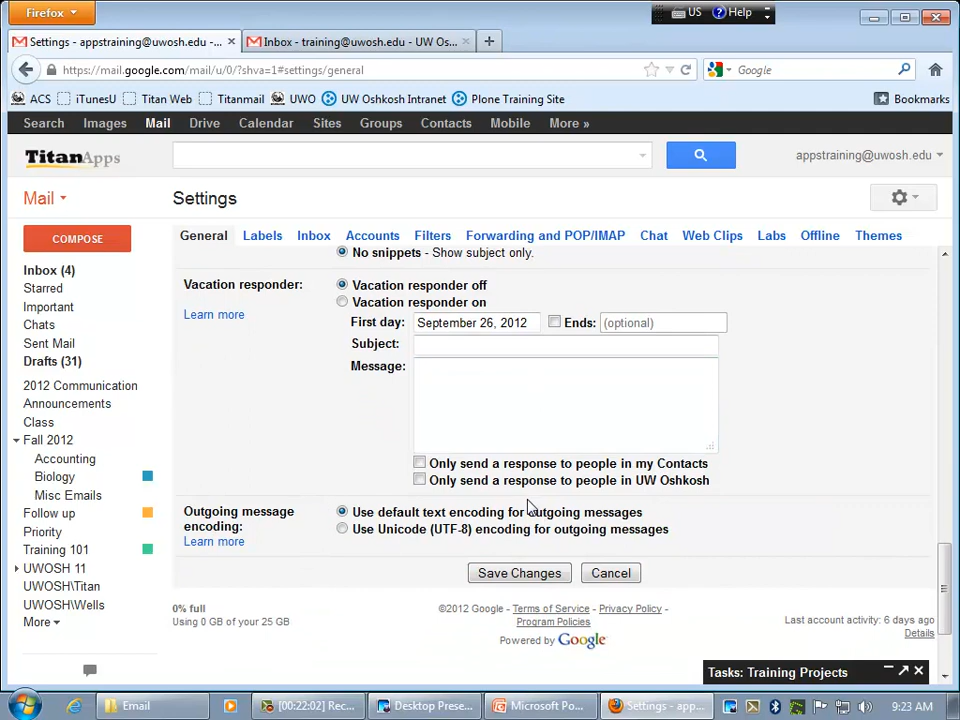 Firefox
US Help
Settings - appstraining@uwosh.edu -...
Inbox - training@uwosh.edu - UW Os...
https://mail.google.com/mail/u/0/?shva=1#settings/general
Google
ACS iTunesU Titan Web Titanmail UWO UW Oshkosh Intranet Plone Training Site Bookmarks
Search Images Mail Drive Calendar Sites Groups Contacts Mobile More »
TitanApps
appstraining@uwosh.edu
Mail
Settings
COMPOSE
General Labels Inbox Accounts Filters Forwarding and POP/IMAP Chat Web Clips Labs Offline Themes
Inbox (4)
Starred
Important
Chats
Sent Mail
Drafts (31)
2012 Communication
Announcements
Class
Fall 2012
Accounting
Biology
Misc Emails
Follow up
Priority
Training 101
UWOSH 11
UWOSH\Titan
UWOSH\Wells
More
No snippets - Show subject only.
Vacation responder:
Learn more
Vacation responder off
Vacation responder on
First day: September 26, 2012 Ends: (optional)
Subject:
Message:
Only send a response to people in my Contacts
Only send a response to people in UW Oshkosh
Outgoing message
encoding:
Learn more
Use default text encoding for outgoing messages
Use Unicode (UTF-8) encoding for outgoing messages
Save Changes Cancel
0% full
Using 0 GB of your 25 GB
©2012 Google - Terms of Service - Privacy Policy -
Program Policies
Powered by Google
Last account activity: 6 days ago
Details
Tasks: Training Projects
Email
[00:22:02] Rec...
Desktop Prese...
Microsoft Po...
Settings - app...
9:23 AM